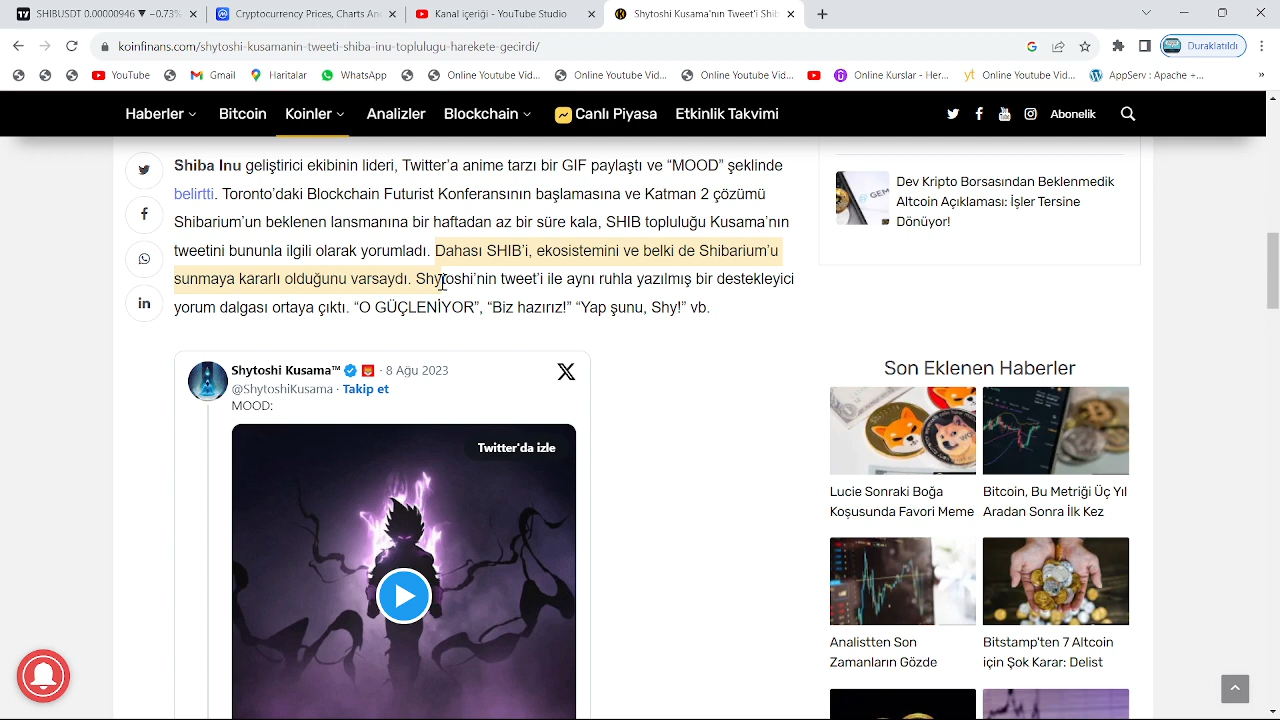 SHIBUSDT 0.00000946 ▼ −0.73%
Cryptocurrency Prices, Charts An
Kanal içeriği - YouTube Studio
Shytoshi Kusama'nın Tweet'i Shib
koinfinans.com/shytoshi-kusamanin-tweeti-shiba-inu-toplulugunu-harekete-gecirdi/
Duraklatıldı
YouTube
Gmail
Haritalar
WhatsApp
Online Youtube Vid...
Online Youtube Vid...
Online Youtube Vid...
Online Kurslar - Her...
Online Youtube Vid...
AppServ : Apache +...
»
Haberler
Bitcoin
Koinler
Analizler
Blockchain
Canlı Piyasa
Etkinlik Takvimi
Abonelik
Shiba Inu geliştirici ekibinin lideri, Twitter'a anime tarzı bir GIF paylaştı ve “MOOD” şeklinde
belirtti. Toronto'daki Blockchain Futurist Konferansının başlamasına ve Katman 2 çözümü
Shibarium'un beklenen lansmanına bir haftadan az bir süre kala, SHIB topluluğu Kusama'nın
tweetini bununla ilgili olarak yorumladı. Dahası SHIB'i, ekosistemini ve belki de Shibarium'u
sunmaya kararlı olduğunu varsaydı. Shytoshi'nin tweet'i ile aynı ruhla yazılmış bir destekleyici
yorum dalgası ortaya çıktı. “O GÜÇLENİYOR”, “Biz hazırız!” “Yap şunu, Shy!” vb.
Shytoshi Kusama™ · 8 Ağu 2023
@ShytoshiKusama · Takip et
MOOD:
Twitter'da izle
GEM
Dev Kripto Borsasından Beklenmedik
Altcoin Açıklaması: İşler Tersine
Dönüyor!
Son Eklenen Haberler
Lucie Sonraki Boğa
Koşusunda Favori Meme
Bitcoin, Bu Metriği Üç Yıl
Aradan Sonra İlk Kez
Analistten Son
Zamanların Gözde
Bitstamp'ten 7 Altcoin
için Şok Karar: Delist